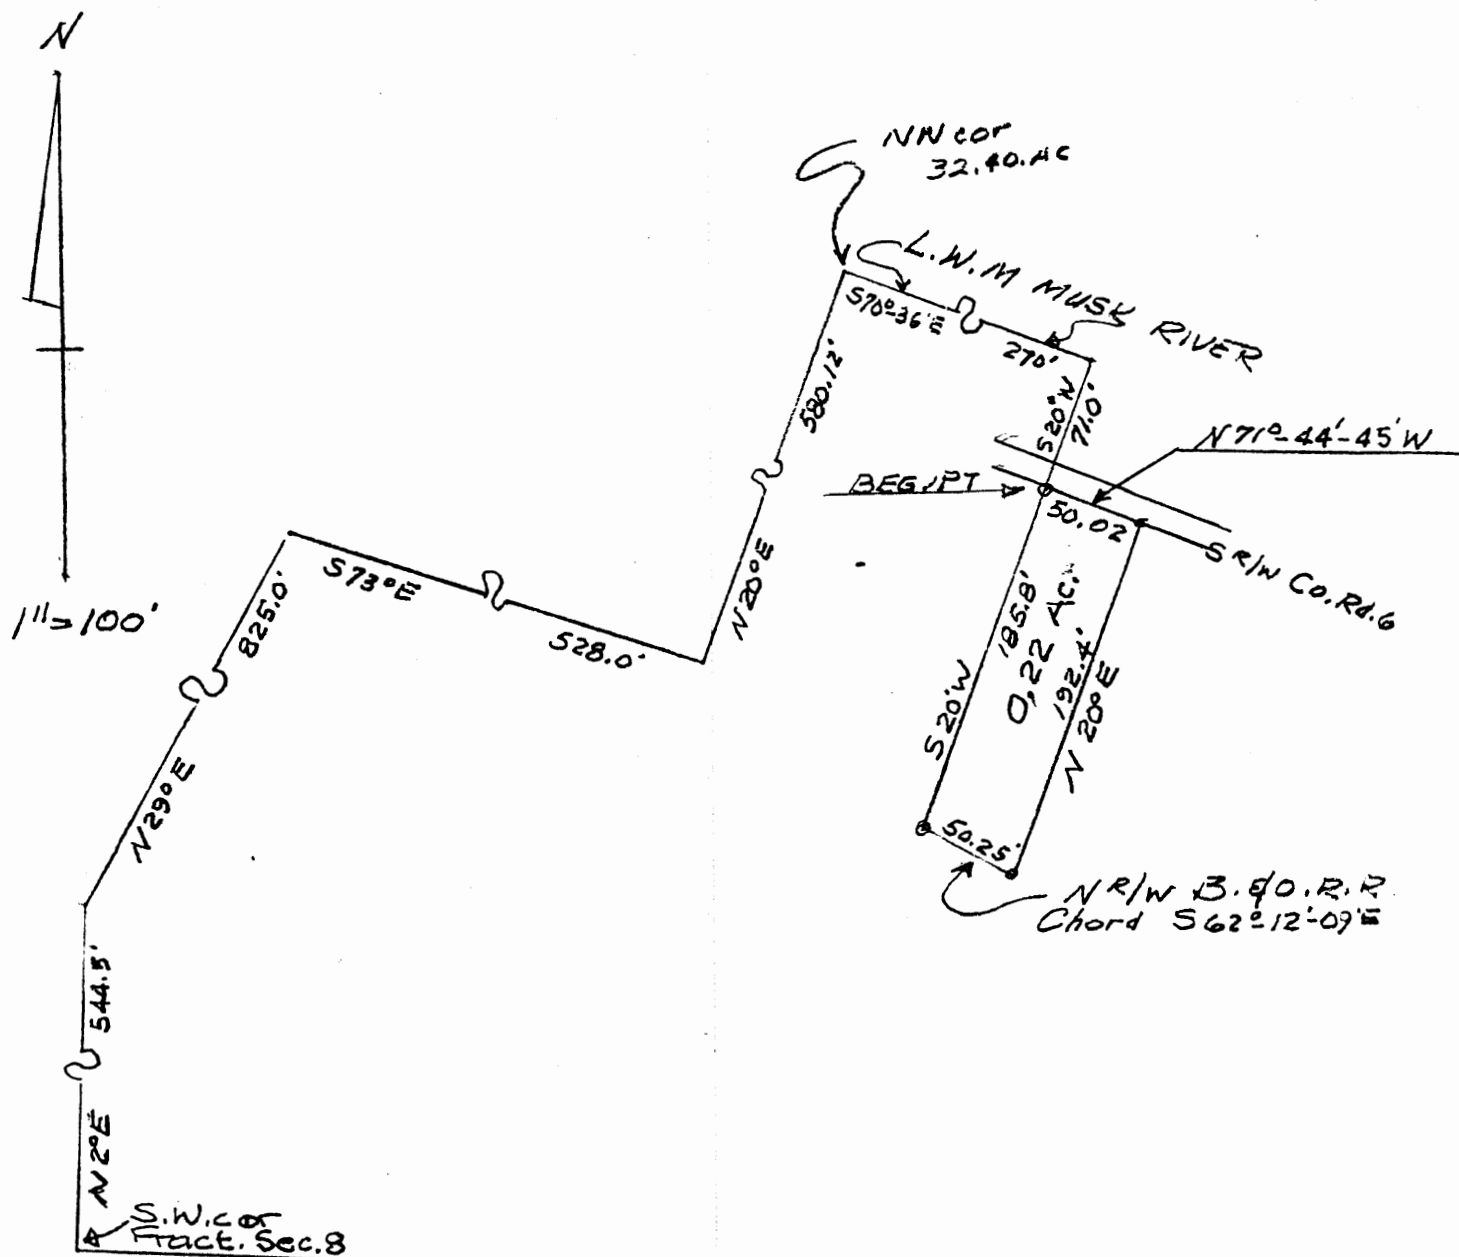 N
NW cor
32.40.AC
L.W.M MUSK RIVER
S70°-36'E
270'
580.12'
S20°W
71.0'
N71°-44'-45'W
BEG.PT
50.02
S R/W Co.Rd.6
S73°E
528.0'
N20°E
1"=100'
825.0'
185.8'
0.22 Ac.
192.4'
S20°W
N 20°E
N29°E
50.25'
N R/W B.&O.R.R
Chord S62°-12'-09"E
544.5'
N2°E
S.W.cor
Fract. Sec.8